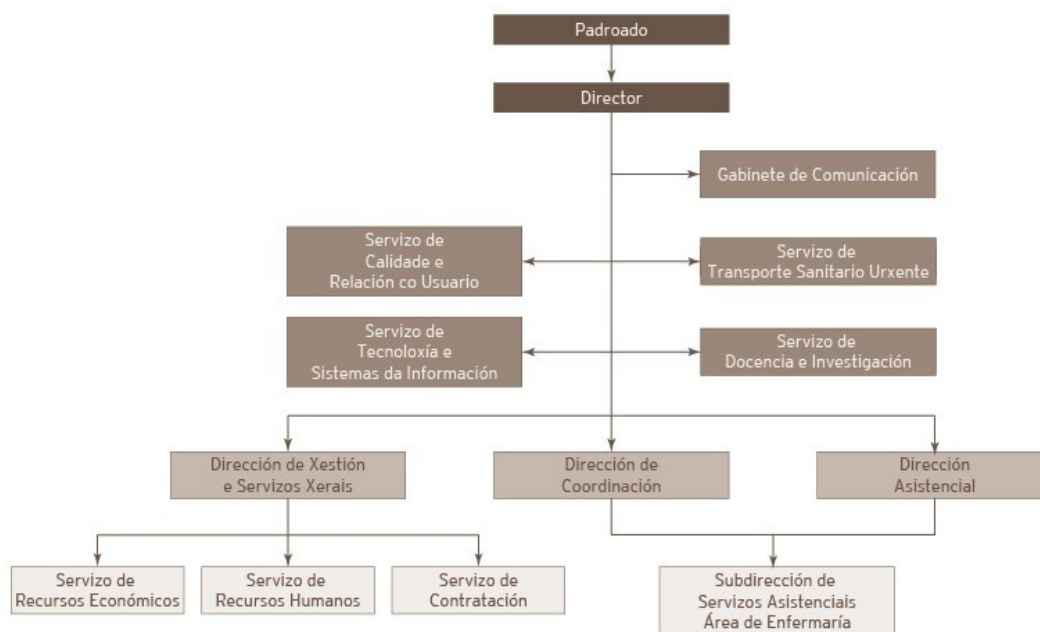 Padroado
Director
Gabinete de Comunicación
Servizo de
Calidade e
Relación co Usuario
Servizo de
Transporte Sanitario Urxente
Servizo de
Tecnoloxía e
Sistemas da Información
Servizo de
Docencia e Investigación
Dirección de Xestión
e Servizos Xerais
Dirección de
Coordinación
Dirección
Asistencial
Servizo de
Recursos Económicos
Servizo de
Recursos Humanos
Servizo de
Contratación
Subdirección de
Servizos Asistenciais
Área de Enfermaría